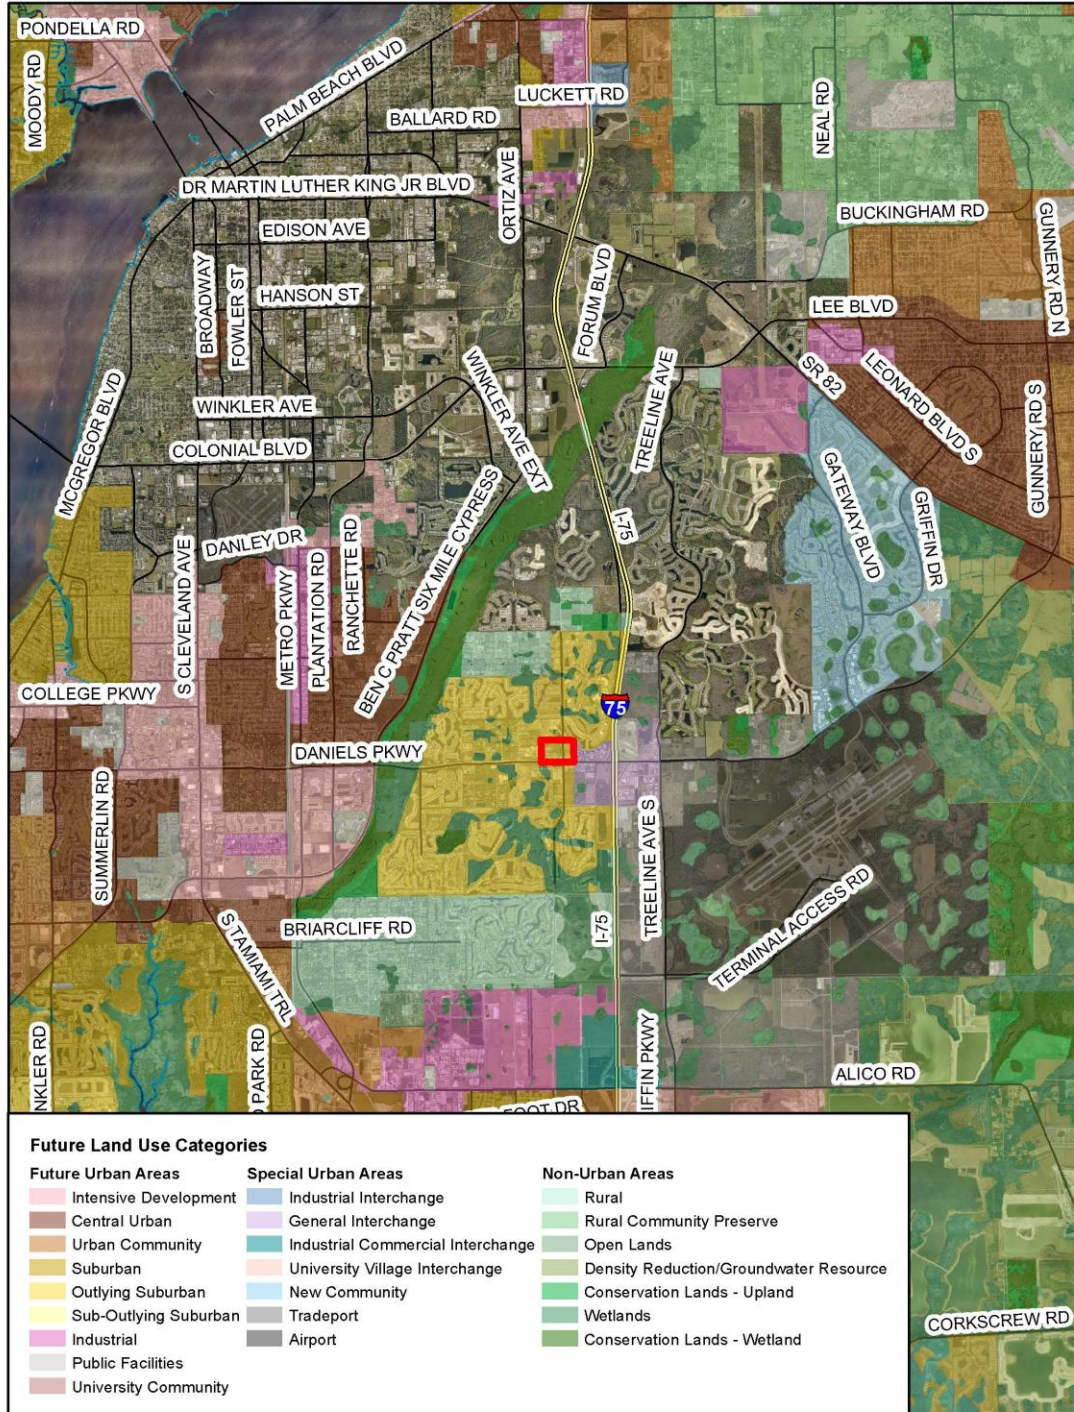 PONDELLA RD
MOODY RD
PALM BEACH BLVD
LUCKETT RD
BALLARD RD
NEAL RD
DR MARTIN LUTHER KING JR BLVD
ORTIZ AVE
BUCKINGHAM RD
GUNNERY RD N
EDISON AVE
BROADWAY
FOWLER ST
HANSON ST
FORUM BLVD
LEE BLVD
WINKLER AVE EXT
TREELINE AVE
SR 82
LEONARD BLVD S
GUNNERY RD S
MCGREGOR BLVD
WINKLER AVE
COLONIAL BLVD
GATEWAY BLVD
GRIFFIN DR
I-75
S CLEVELAND AVE
DANLEY DR
METRO PKWY
PLANTATION RD
RANCHETTE RD
BEN C PRATT SIX MILE CYPRESS
COLLEGE PKWY
75
DANIELS PKWY
SUMMERLIN RD
TREELINE AVE S
BRIARCLIFF RD
I-75
TERMINAL ACCESS RD
S TAMIAMI TRL
NKLER RD
PARK RD
IFFIN PKWY
ALICO RD
FOOT DR
CORKSCREW RD
Future Land Use Categories
Future Urban Areas
Intensive Development
Central Urban
Urban Community
Suburban
Outlying Suburban
Sub-Outlying Suburban
Industrial
Public Facilities
University Community
Special Urban Areas
Industrial Interchange
General Interchange
Industrial Commercial Interchange
University Village Interchange
New Community
Tradeport
Airport
Non-Urban Areas
Rural
Rural Community Preserve
Open Lands
Density Reduction/Groundwater Resource
Conservation Lands - Upland
Wetlands
Conservation Lands - Wetland